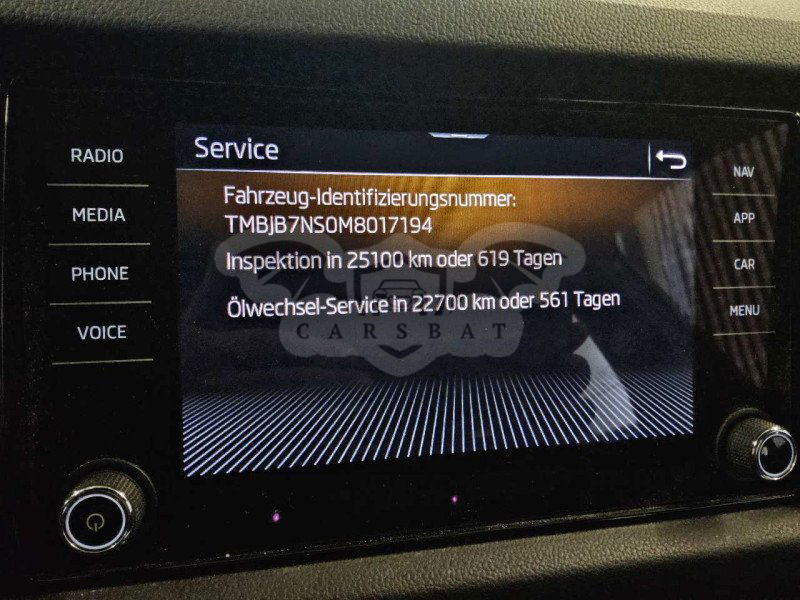 Service
RADIO
MEDIA
PHONE
VOICE
Fahrzeug-Identifizierungsnummer:
TMBJB7NS0M8017194
Inspektion in 25100 km oder 619 Tagen
Ölwechsel-Service in 22700 km oder 561 Tagen
CARSBAT
NAV
APP
CAR
MENU